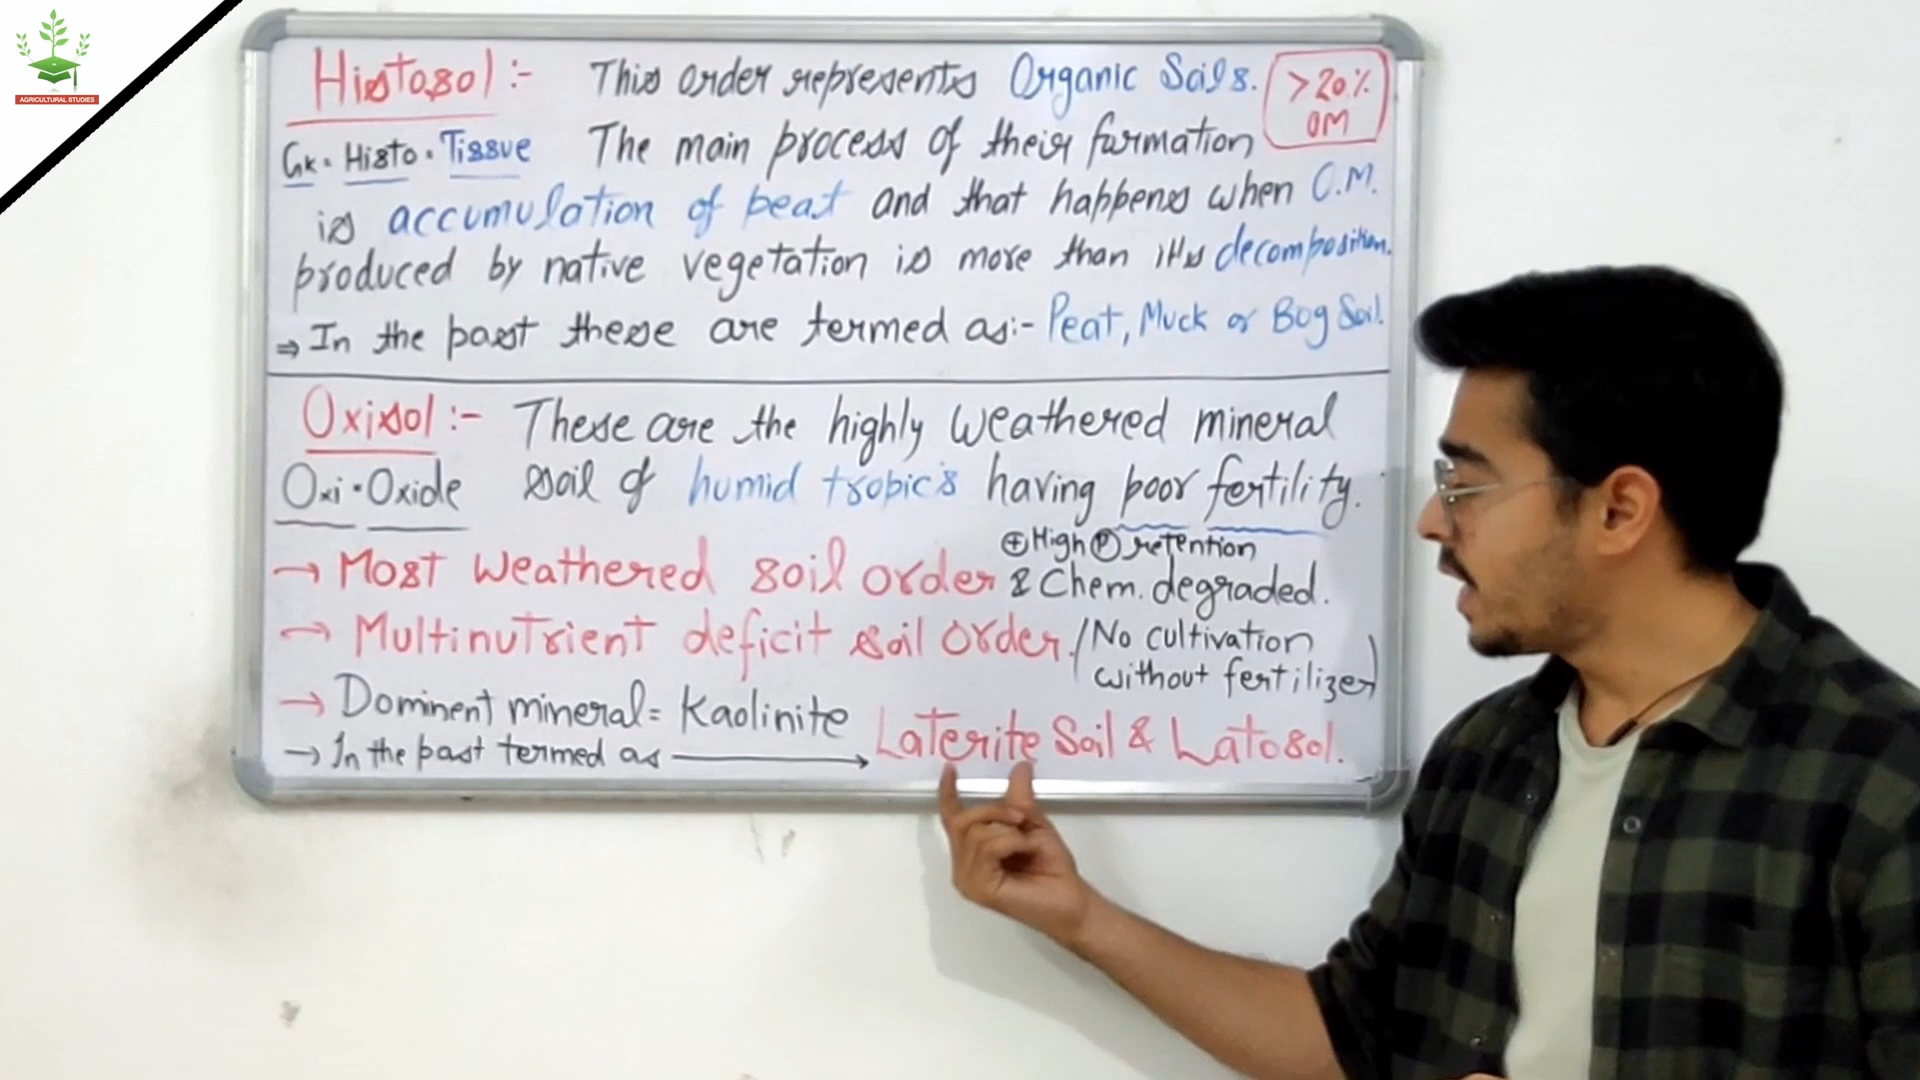 AGRICULTURAL STUDIES
Histosol :- This order represents Organic Soils. >20% OM
Gk = Histo = Tissue The main process of their formation
is accumulation of peat and that happens when O.M.
produced by native vegetation is more than its decomposition.
⇒ In the past these are termed as:- Peat, Muck or Bog Soil.
Oxisol :- These are the highly weathered mineral
Oxi = Oxide soil of humid tropic's having poor fertility.
⊕ High Ⓟ retention
→ Most weathered soil order & Chem. degraded.
→ Multinutrient deficit soil order. (No cultivation
without fertilizer)
→ Dominent mineral = Kaolinite
→ In the past termed as → Laterite Soil & Latosol.